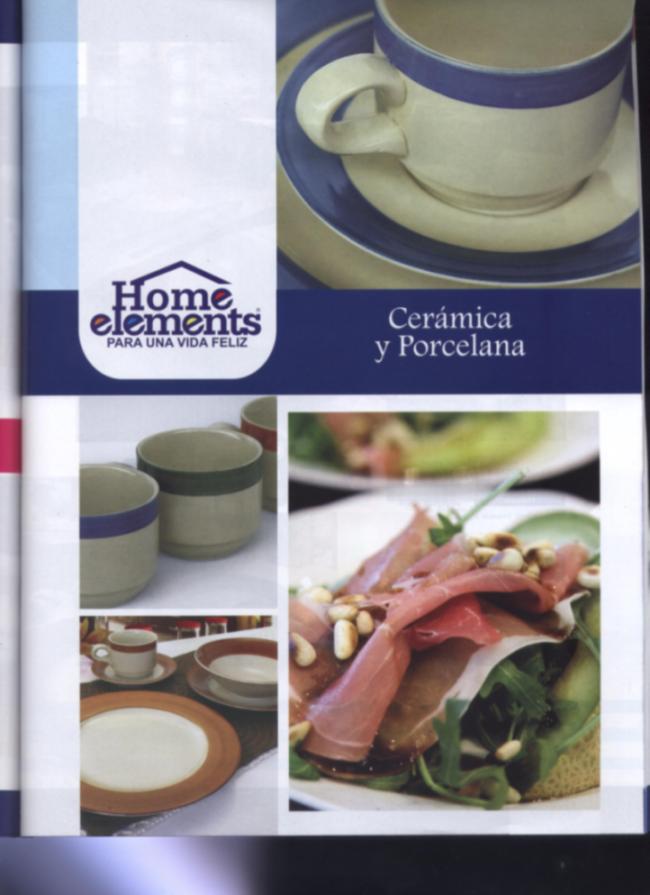 Home
elements
PARA UNA VIDA FELIZ
Cerámica
y Porcelana